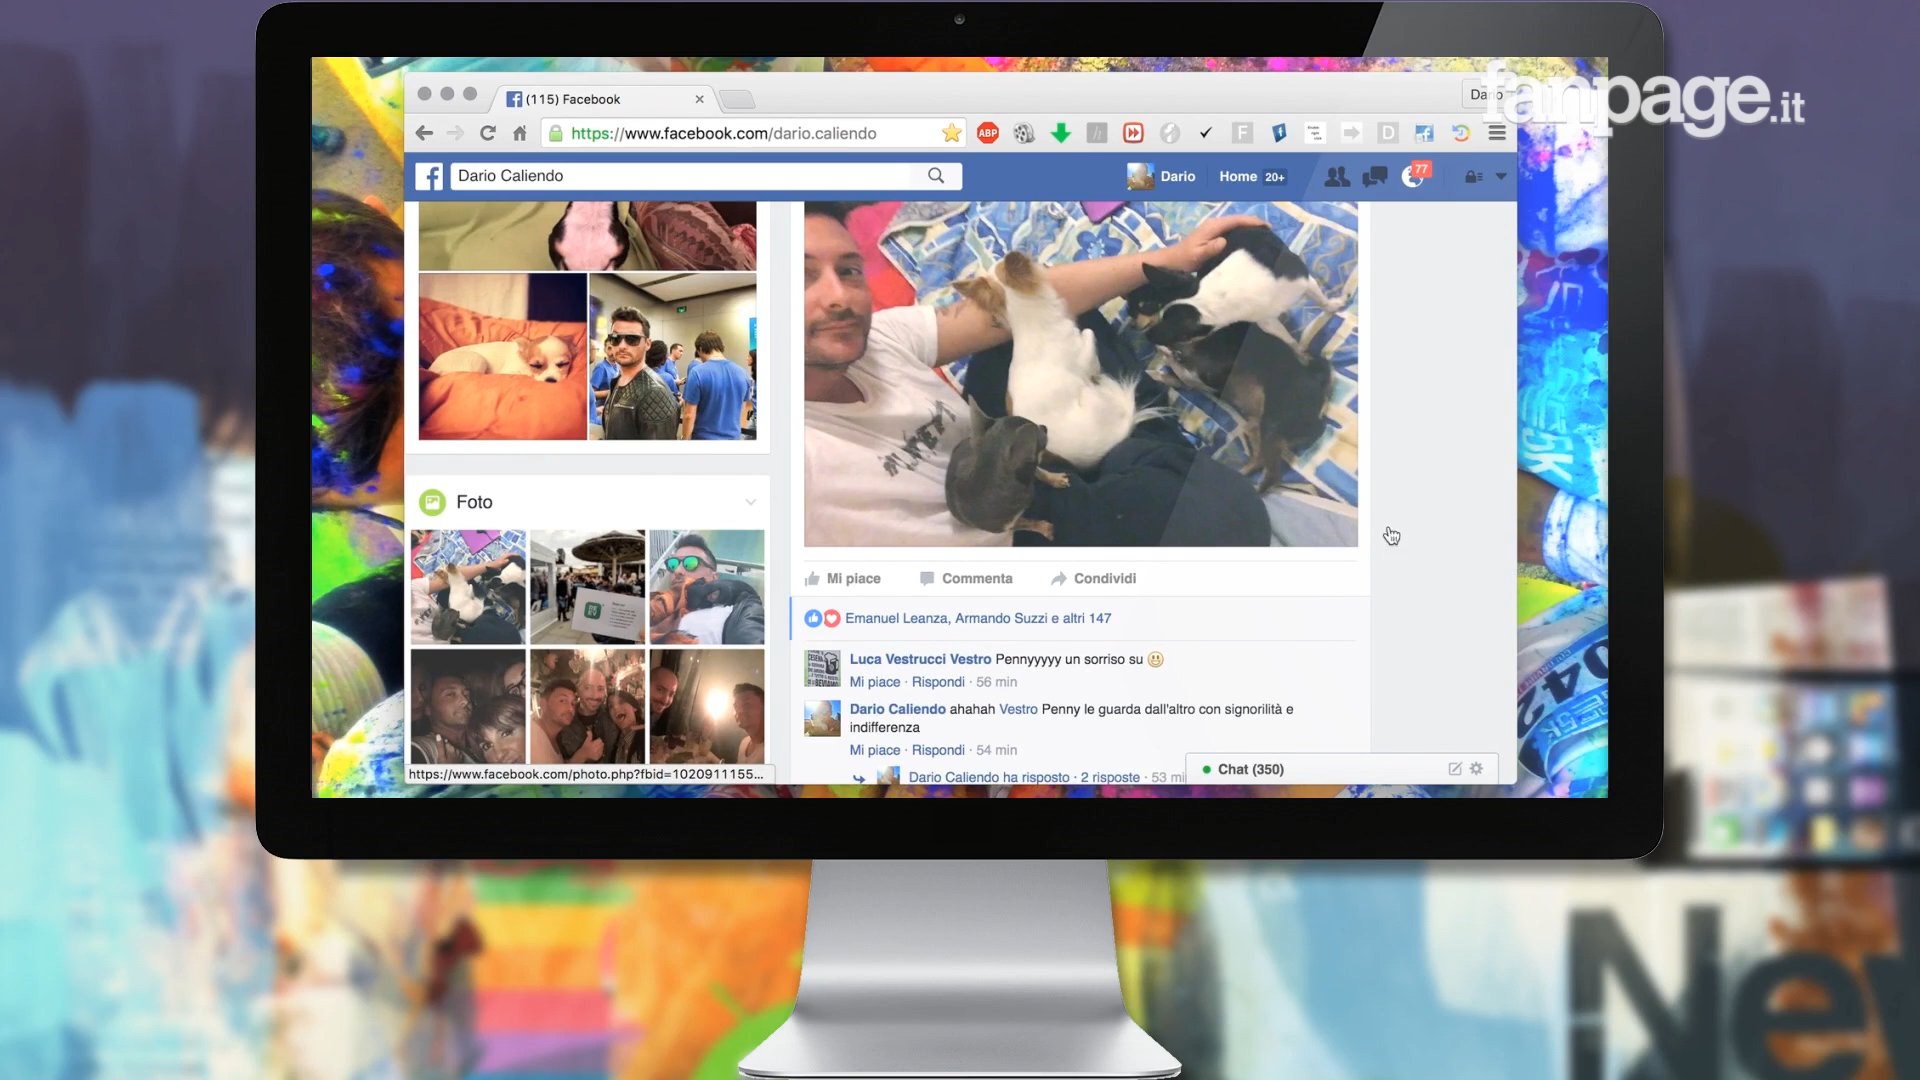 fanpage.it
(115) Facebook
https://www.facebook.com/dario.caliendo
ABP
F
D
Dario Caliendo
Dario
Home 20+
77
Foto
Mi piace
Commenta
Condividi
Emanuel Leanza, Armando Suzzi e altri 147
Luca Vestrucci Vestro Pennyyyyy un sorriso su
Mi piace · Rispondi · 56 min
Dario Caliendo ahahah Vestro Penny le guarda dall'altro con signorilità e
indifferenza
Mi piace · Rispondi · 54 min
Dario Caliendo ha risposto · 2 risposte · 53 mi
https://www.facebook.com/photo.php?fbid=1020911155...
Chat (350)